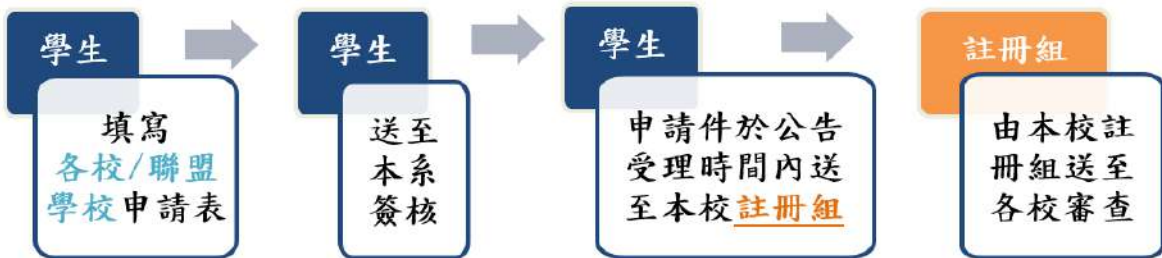 學生
填寫
各校/聯盟
學校申請表
學生
送至
本系
簽核
學生
申請件於公告
受理時間內送
至本校註冊組
註冊組
由本校註
冊組送至
各校審查